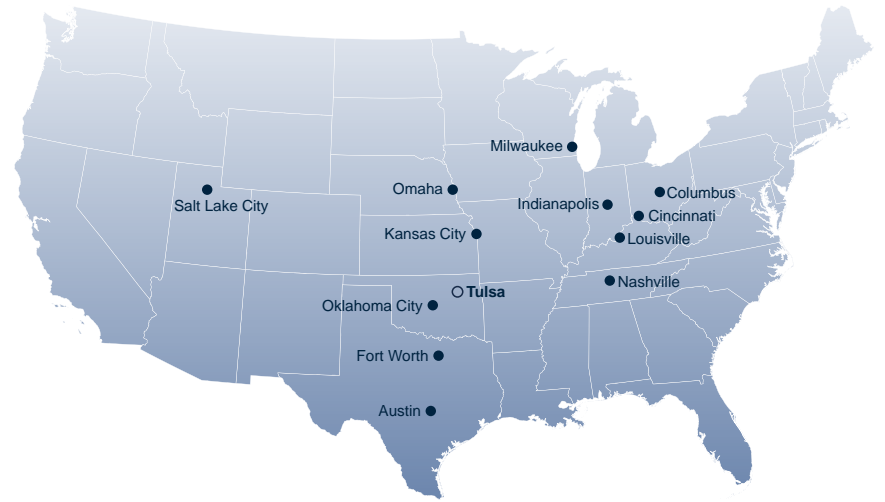 Milwaukee
Omaha
Columbus
Salt Lake City
Indianapolis
Cincinnati
Kansas City
Louisville
Nashville
Tulsa
Oklahoma City
Fort Worth
Austin